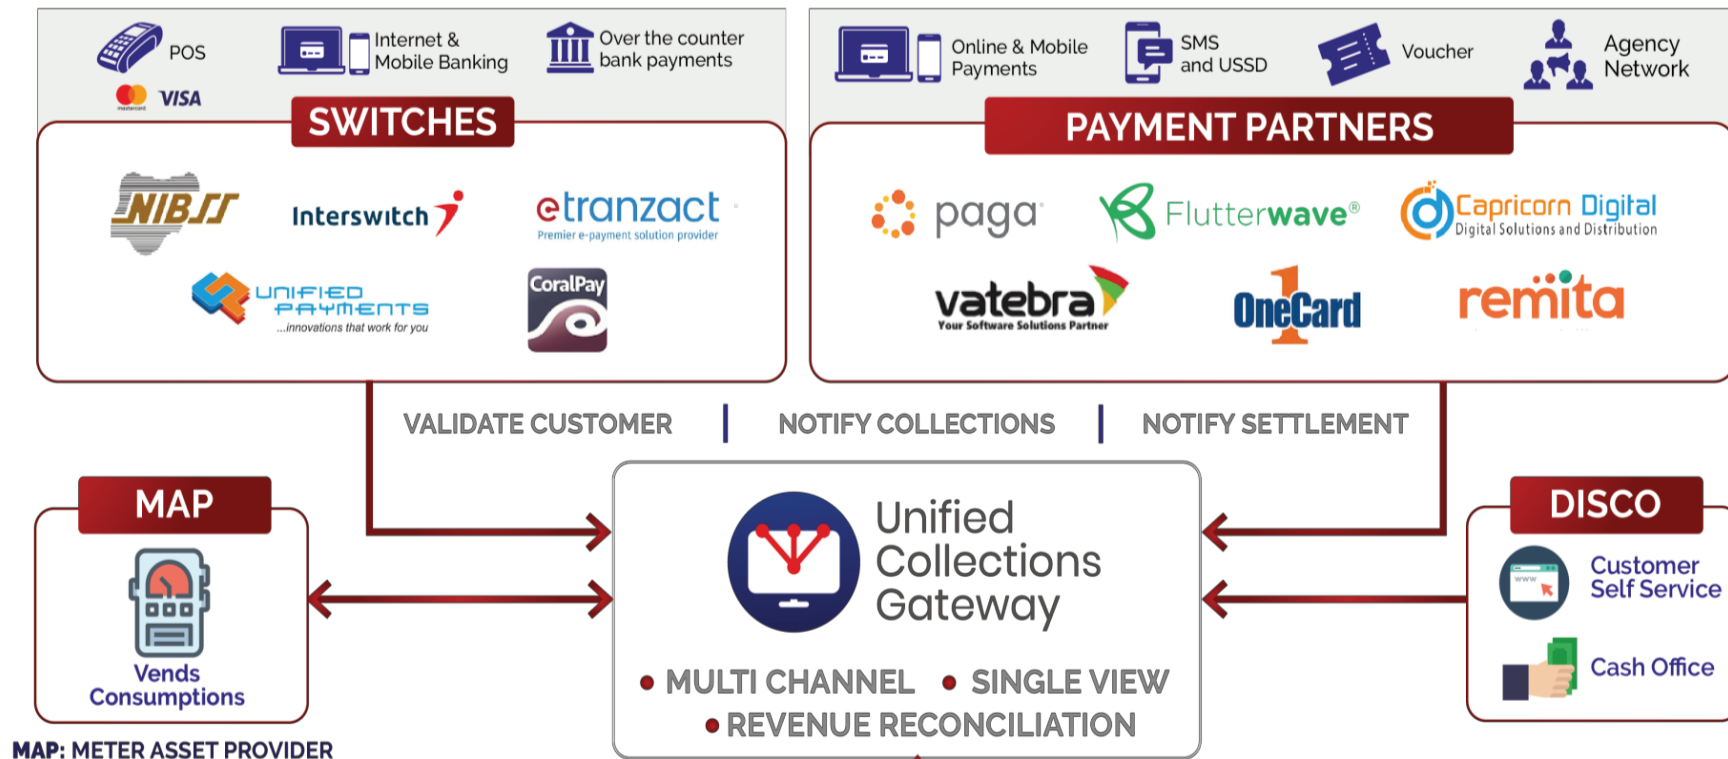 POS
mastercard VISA
Internet &
Mobile Banking
Over the counter
bank payments
SWITCHES
NIBSS
Interswitch
etranzact
Premier e-payment solution provider
UNIFIED
PAYMENTS
...innovations that work for you
CoralPay
Online & Mobile
Payments
SMS
and USSD
Voucher
Agency
Network
PAYMENT PARTNERS
paga
Flutterwave®
Capricorn Digital
Digital Solutions and Distribution
vatebra
Your Software Solutions Partner
1
OneCard
remita
VALIDATE CUSTOMER | NOTIFY COLLECTIONS | NOTIFY SETTLEMENT
MAP
Vends
Consumptions
MAP: METER ASSET PROVIDER
Unified
Collections
Gateway
• MULTI CHANNEL • SINGLE VIEW
• REVENUE RECONCILIATION
DISCO
www
Customer
Self Service
Cash Office